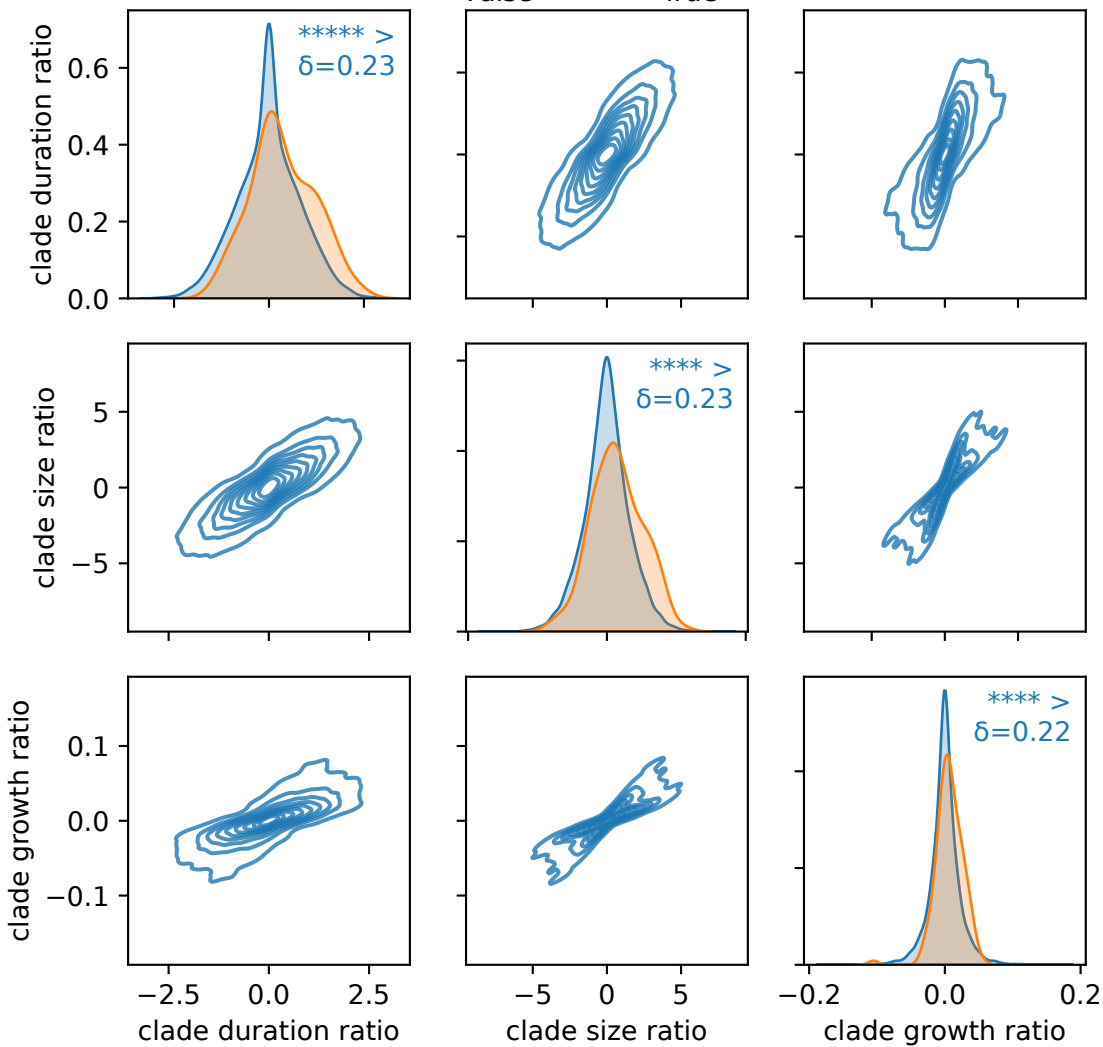 clade duration ratio
0.6
0.4
0.2
0.0
***** >
δ=0.23
clade size ratio
5
0
−5
**** >
δ=0.23
clade growth ratio
0.1
0.0
−0.1
**** >
δ=0.22
−2.5 0.0 2.5
−5 0 5
−0.2 0.0 0.2
clade duration ratio
clade size ratio
clade growth ratio